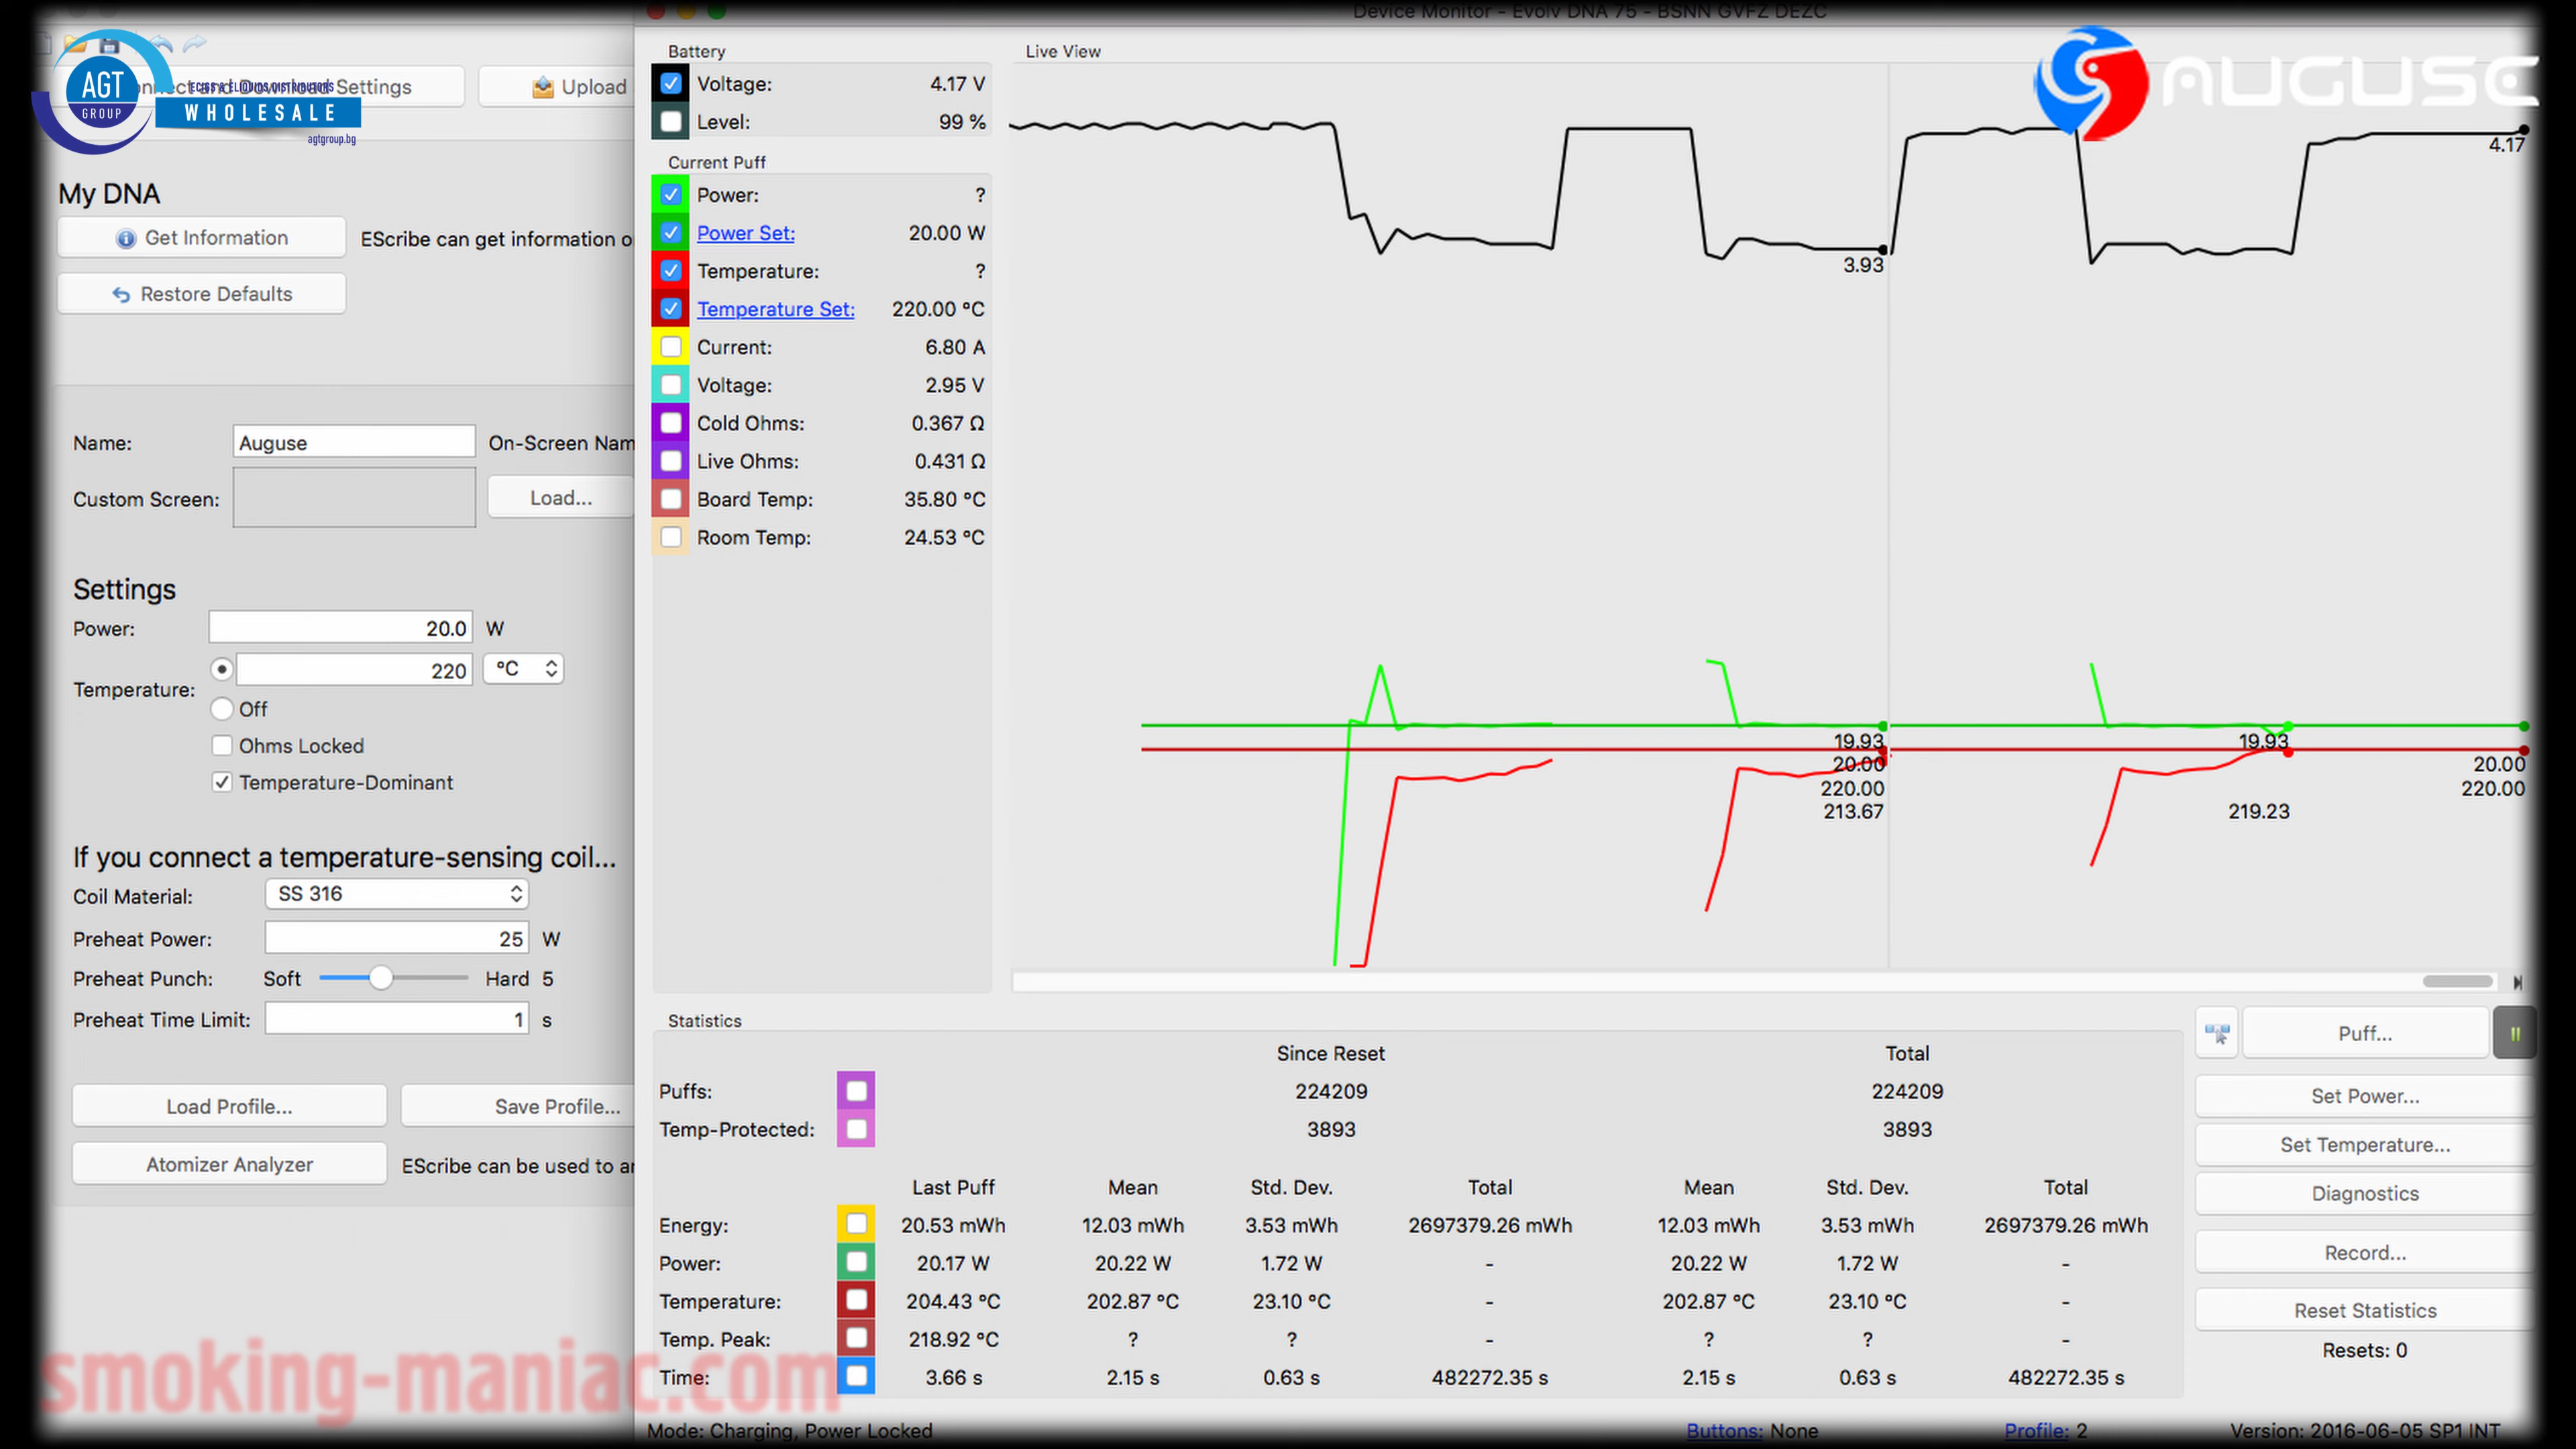 Device Monitor - Evolv DNA 75 - BSNN GVFZ DEZC
AGT
GROUP
ECIGS & ELIQUIDS DISTRIBUTORS
WHOLESALE
agtgroup.bg
Settings
Upload
AUGUSE
My DNA
Get Information
EScribe can get information o
Restore Defaults
Name:
Auguse
On-Screen Nam
Custom Screen:
Load...
Settings
Power:
20.0
W
Temperature:
220
°C
Off
Ohms Locked
Temperature-Dominant
If you connect a temperature-sensing coil...
Coil Material:
SS 316
Preheat Power:
25
W
Preheat Punch:
Soft
Hard
5
Preheat Time Limit:
1
s
Load Profile...
Save Profile...
Atomizer Analyzer
EScribe can be used to an
smoking-maniac.com
Battery
Voltage: 4.17 V
Level: 99 %
Current Puff
Power: ?
Power Set: 20.00 W
Temperature: ?
Temperature Set: 220.00 °C
Current: 6.80 A
Voltage: 2.95 V
Cold Ohms: 0.367 Ω
Live Ohms: 0.431 Ω
Board Temp: 35.80 °C
Room Temp: 24.53 °C
Live View
4.17
3.93
19.93
20.00
220.00
213.67
19.93
219.23
20.00
220.00
Statistics
Since Reset Total
Puffs: 224209 224209
Temp-Protected: 3893 3893
Last Puff Mean Std. Dev. Total Mean Std. Dev. Total
Energy: 20.53 mWh 12.03 mWh 3.53 mWh 2697379.26 mWh 12.03 mWh 3.53 mWh 2697379.26 mWh
Power: 20.17 W 20.22 W 1.72 W - 20.22 W 1.72 W -
Temperature: 204.43 °C 202.87 °C 23.10 °C - 202.87 °C 23.10 °C -
Temp. Peak: 218.92 °C ? ? - ? ? -
Time: 3.66 s 2.15 s 0.63 s 482272.35 s 2.15 s 0.63 s 482272.35 s
Puff...
Set Power...
Set Temperature...
Diagnostics
Record...
Reset Statistics
Resets: 0
Mode: Charging, Power Locked
Buttons: None
Profile: 2
Version: 2016-06-05 SP1 INT